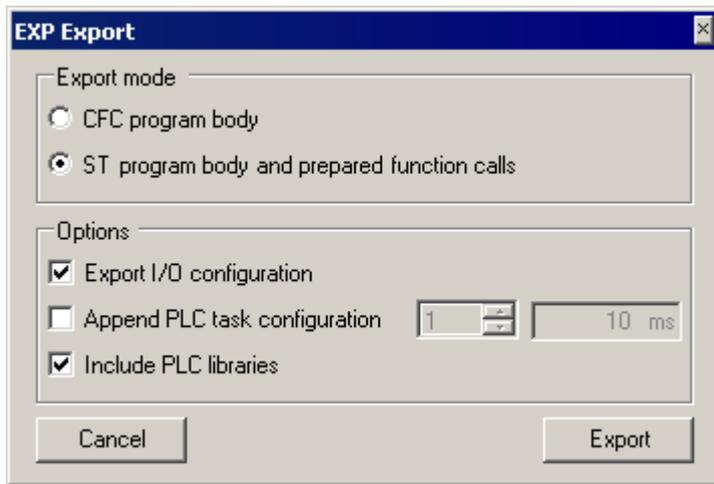 EXP Export
Export mode
CFC program body
ST program body and prepared function calls
Options
Export I/O configuration
Append PLC task configuration 1 10 ms
Include PLC libraries
Cancel Export